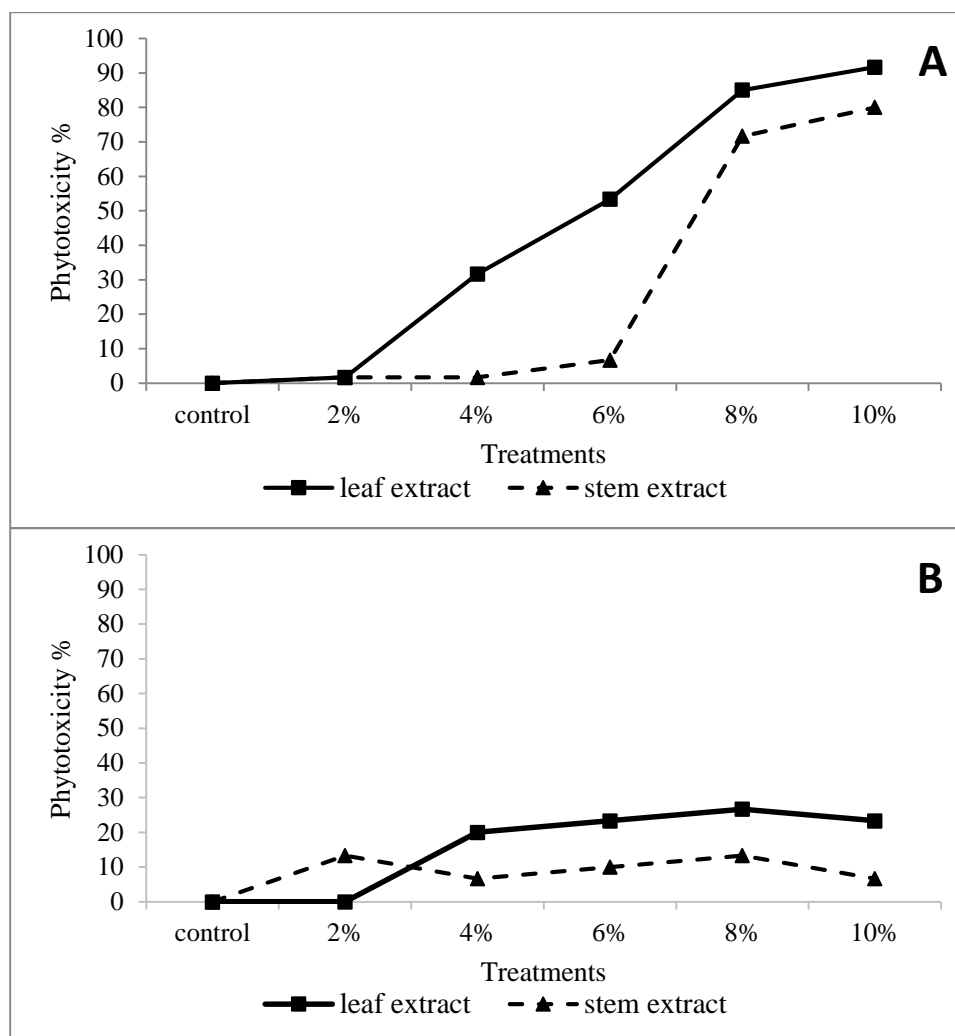 A
100
90
80
70
60
50
40
30
20
10
0
Phytotoxicity %
control 2% 4% 6% 8% 10%
Treatments
leaf extract stem extract
B
100
90
80
70
60
50
40
30
20
10
0
Phytotoxicity %
control 2% 4% 6% 8% 10%
Treatments
leaf extract stem extract